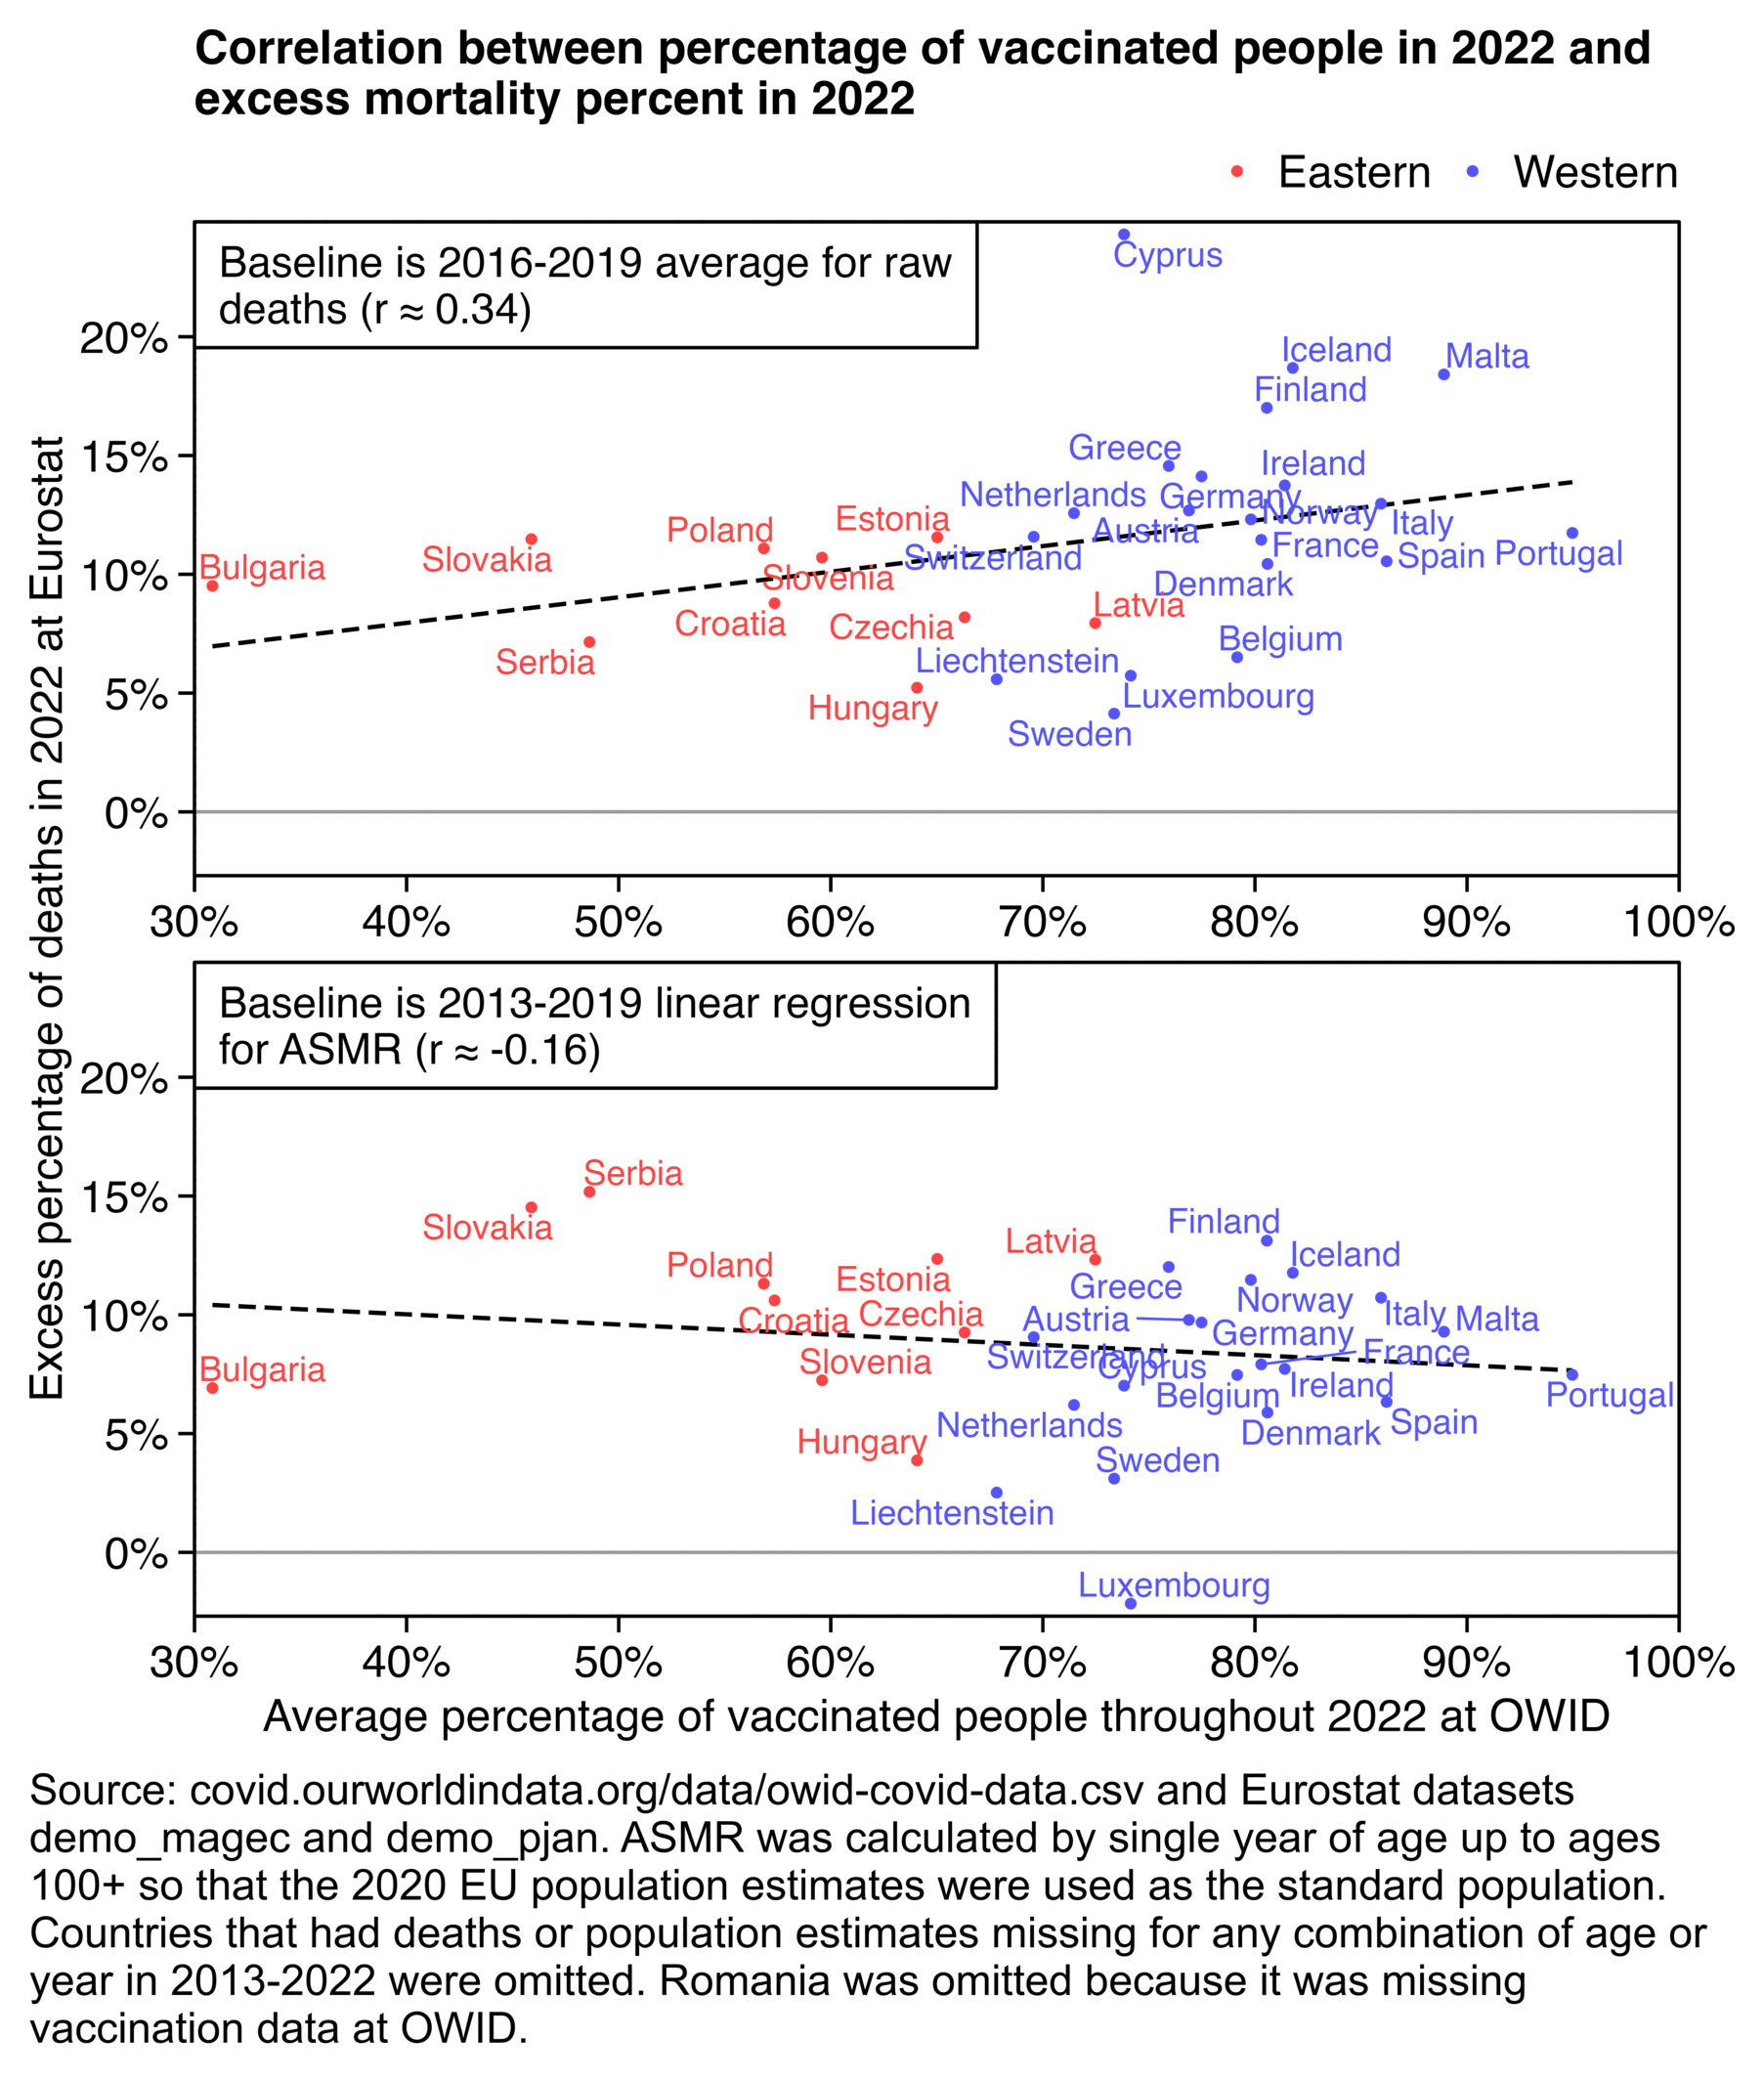 Correlation between percentage of vaccinated people in 2022 and
excess mortality percent in 2022
Eastern Western
Excess percentage of deaths in 2022 at Eurostat
Baseline is 2016-2019 average for raw
deaths (r ≈ 0.34)
Cyprus
20%
Iceland
Malta
Finland
15%
Greece
Ireland
Netherlands
Germany
Norway
Italy
Estonia
Poland
Austria
Slovakia
Switzerland
France
Spain
Portugal
10%
Bulgaria
Slovenia
Denmark
Latvia
Croatia
Czechia
Belgium
Serbia
Liechtenstein
5%
Luxembourg
Hungary
Sweden
0%
30% 40% 50% 60% 70% 80% 90% 100%
Baseline is 2013-2019 linear regression
for ASMR (r ≈ -0.16)
20%
15%
Serbia
Slovakia
Finland
Latvia
Iceland
Poland
Estonia
Greece
Norway
10%
Croatia
Czechia
Austria
Italy
Malta
Germany
Slovenia
Switzerland
France
Bulgaria
Cyprus
Ireland
Belgium
Portugal
Netherlands
Denmark
Spain
5%
Hungary
Sweden
Liechtenstein
0%
Luxembourg
30% 40% 50% 60% 70% 80% 90% 100%
Average percentage of vaccinated people throughout 2022 at OWID
Source: covid.ourworldindata.org/data/owid-covid-data.csv and Eurostat datasets
demo_magec and demo_pjan. ASMR was calculated by single year of age up to ages
100+ so that the 2020 EU population estimates were used as the standard population.
Countries that had deaths or population estimates missing for any combination of age or
year in 2013-2022 were omitted. Romania was omitted because it was missing
vaccination data at OWID.